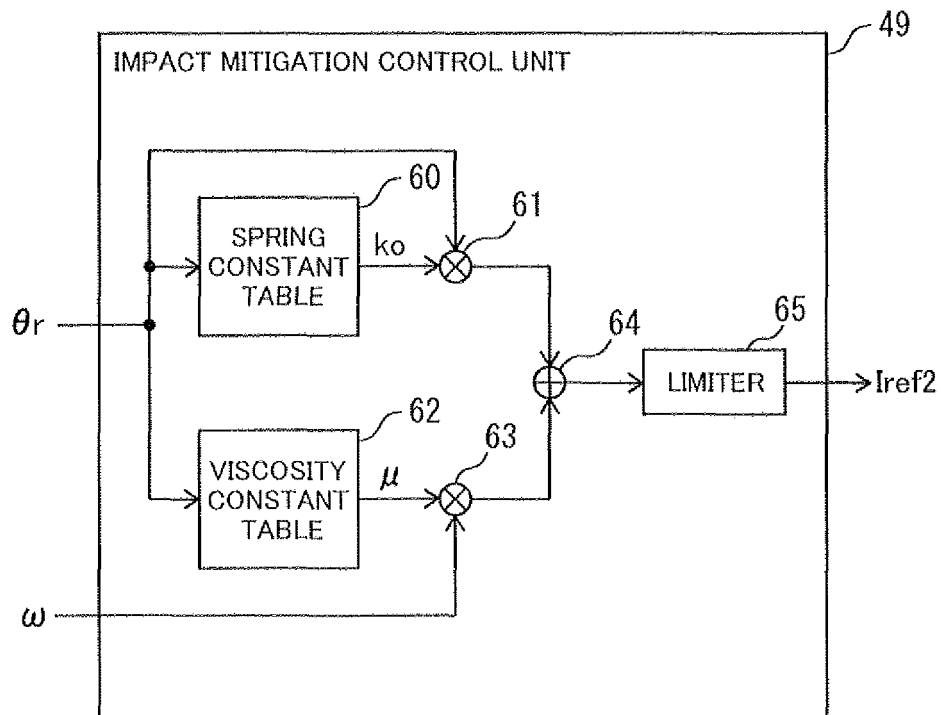 49
IMPACT MITIGATION CONTROL UNIT
60
61
SPRING
CONSTANT
TABLE
ko
θr
64
65
LIMITER
Iref2
62
63
VISCOSITY
CONSTANT
TABLE
μ
ω